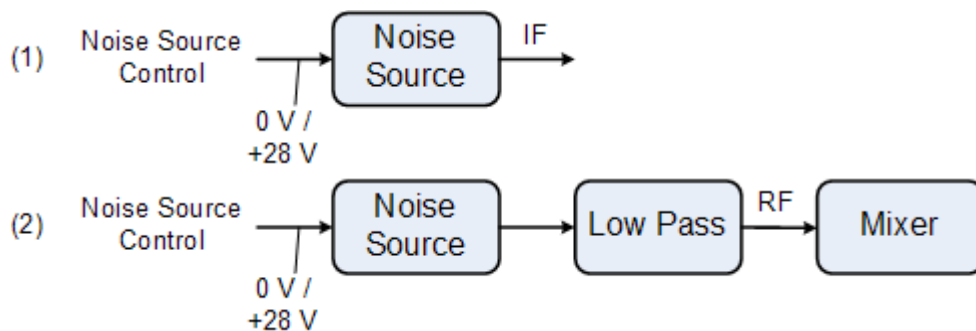 (1)
Noise Source
Control
0 V /
+28 V
Noise
Source
IF
(2)
Noise Source
Control
0 V /
+28 V
Noise
Source
Low Pass
RF
Mixer